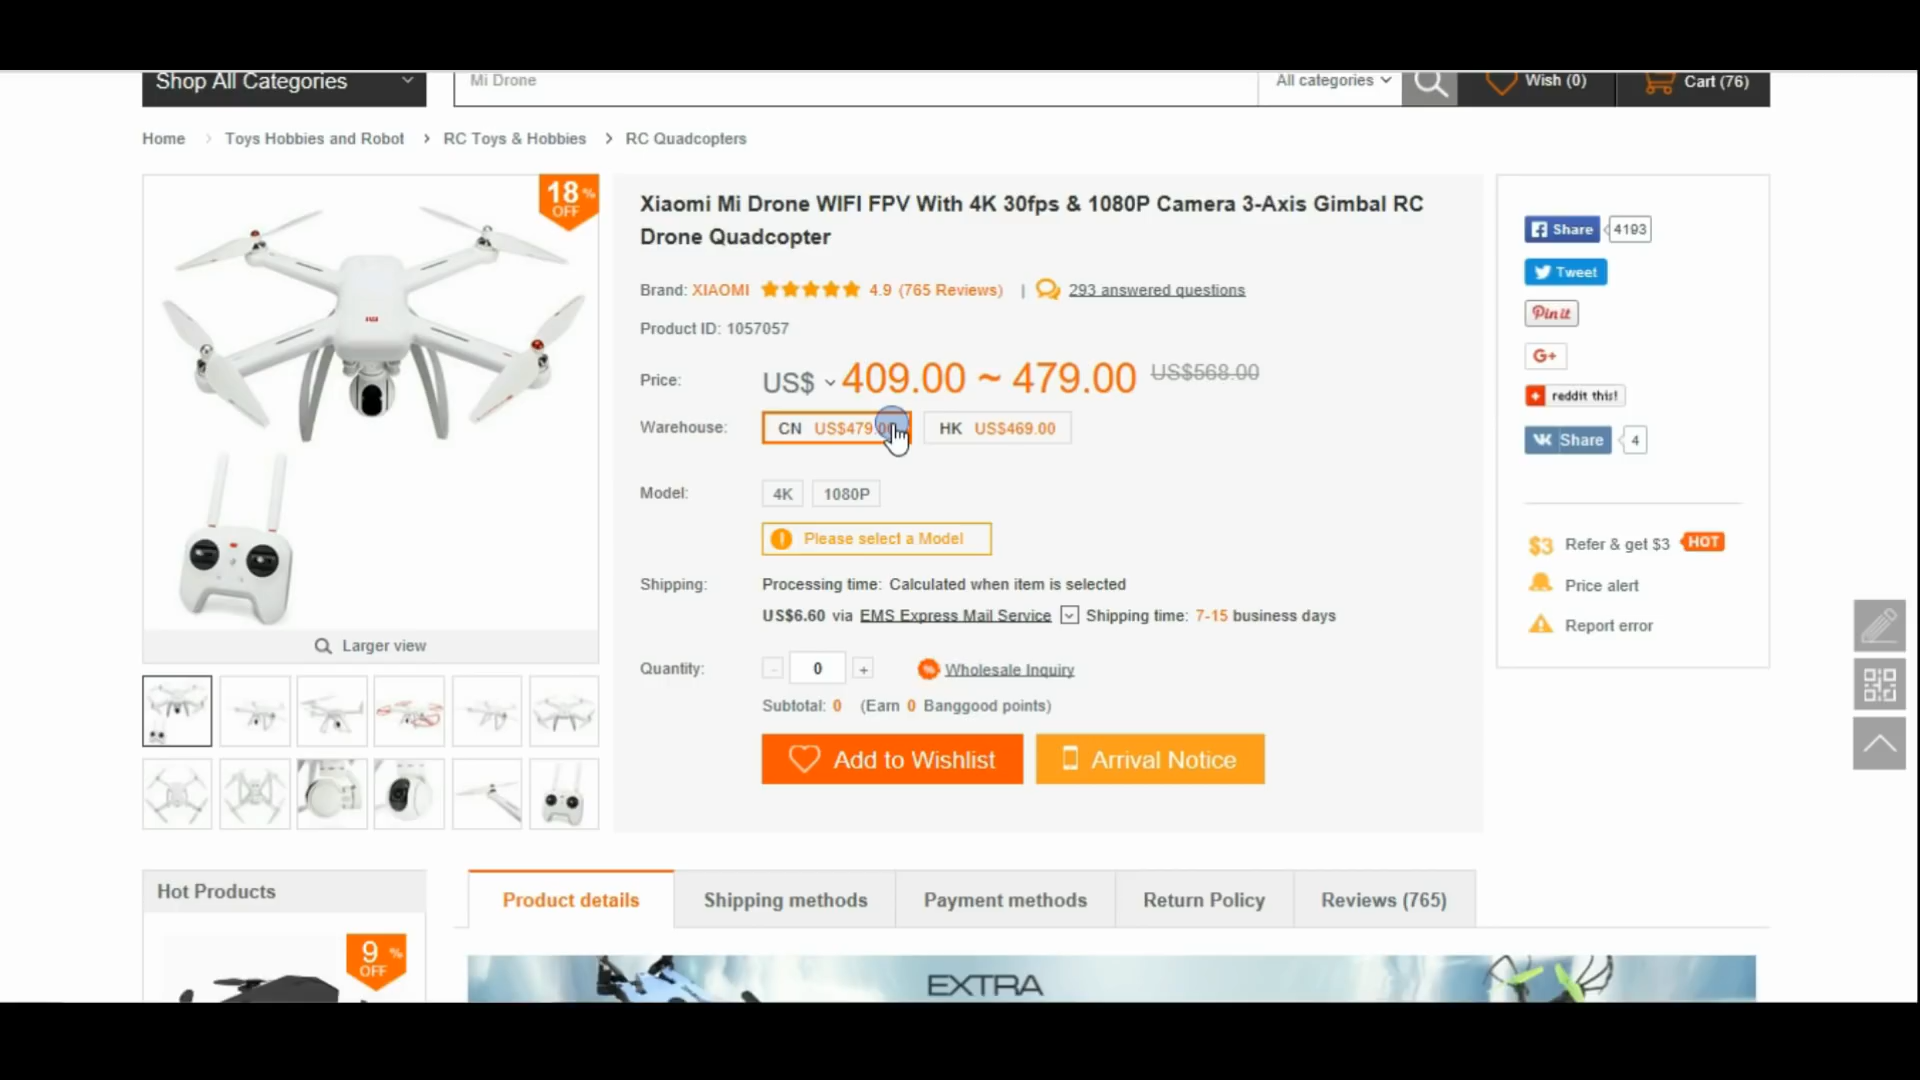 Shop All Categories
Mi Drone
All categories
Wish (0)
Cart (76)
Home > Toys Hobbies and Robot > RC Toys & Hobbies > RC Quadcopters
18% OFF
Larger view
Xiaomi Mi Drone WIFI FPV With 4K 30fps & 1080P Camera 3-Axis Gimbal RC
Drone Quadcopter
Brand: XIAOMI 4.9 (765 Reviews) | 293 answered questions
Product ID: 1057057
Price: US$ 409.00 ~ 479.00 US$568.00
Warehouse: CN US$479.00 HK US$469.00
Model: 4K 1080P
Please select a Model
Shipping: Processing time: Calculated when item is selected
US$6.60 via EMS Express Mail Service Shipping time: 7-15 business days
Quantity: - 0 + Wholesale Inquiry
Subtotal: 0 (Earn 0 Banggood points)
Add to Wishlist
Arrival Notice
Share 4193
Tweet
Pin it
G+
reddit this!
Share 4
$3 Refer & get $3 HOT
Price alert
Report error
Hot Products
9% OFF
Product details
Shipping methods
Payment methods
Return Policy
Reviews (765)
EXTRA